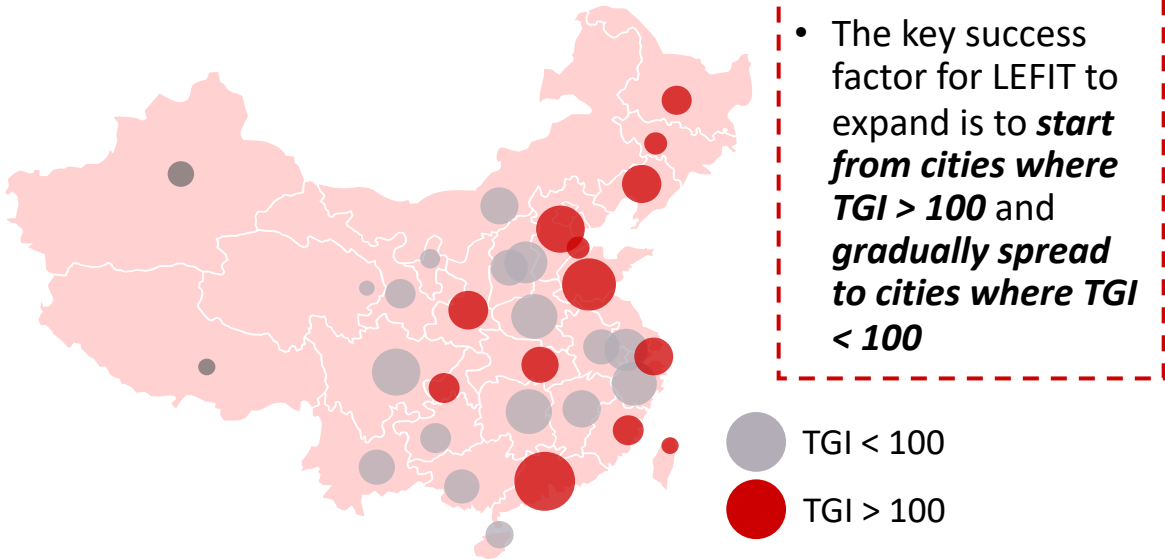 • The key success
factor for LEFIT to
expand is to start
from cities where
TGI > 100 and
gradually spread
to cities where TGI
< 100
TGI < 100
TGI > 100